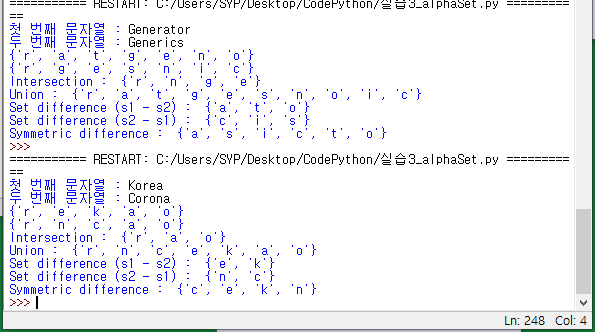 =========== RESTART: C:/Users/SYP/Desktop/CodePython/실습3_alphaSet.py =========
==
첫 번째 문자열 : Generator
두 번째 문자열 : Generics
{'r', 'a', 't', 'g', 'e', 'n', 'o'}
{'r', 'g', 'e', 's', 'n', 'i', 'c'}
Intersection :  {'r', 'n', 'g', 'e'}
Union :  {'r', 'a', 't', 'g', 'e', 's', 'n', 'o', 'i', 'c'}
Set difference (s1 - s2) :  {'a', 't', 'o'}
Set difference (s2 - s1) :  {'c', 'i', 's'}
Symmetric difference :  {'a', 's', 'i', 'c', 't', 'o'}
>>>
=========== RESTART: C:/Users/SYP/Desktop/CodePython/실습3_alphaSet.py =========
==
첫 번째 문자열 : Korea
두 번째 문자열 : Corona
{'r', 'e', 'k', 'a', 'o'}
{'r', 'n', 'c', 'a', 'o'}
Intersection :  {'r', 'a', 'o'}
Union :  {'r', 'n', 'c', 'e', 'k', 'a', 'o'}
Set difference (s1 - s2) :  {'e', 'k'}
Set difference (s2 - s1) :  {'n', 'c'}
Symmetric difference :  {'c', 'e', 'k', 'n'}
>>>
Ln: 248  Col: 4